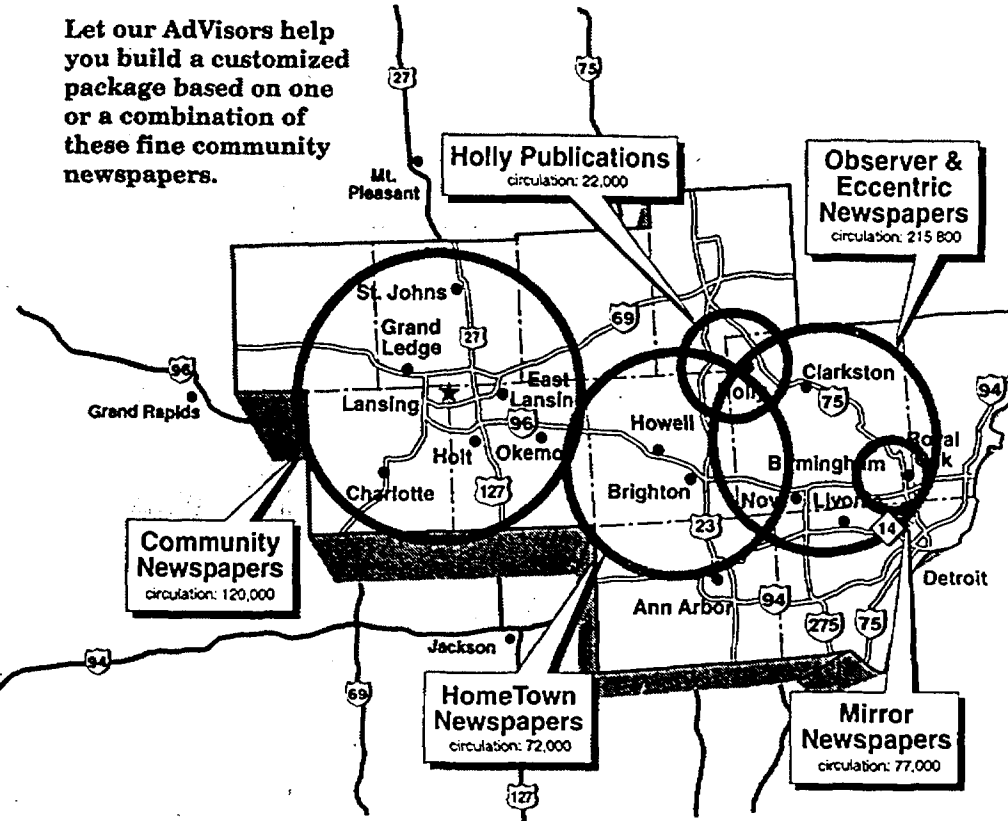 Let our AdVisors help
you build a customized
package based on one
or a combination of
these fine community
newspapers.
27
75
Mt.
Pleasant
Holly Publications
circulation: 22,000
Observer &
Eccentric
Newspapers
circulation: 215 800
St. Johns
Grand
Ledge
27
69
96
Grand Rapids
Lansing
East
Lansin
96
Holt
Okemo
Charlotte
127
Howell
Brighton
23
Clarkston
75
94
Birmingham
Royal
Nov
Livon
14
Detroit
Community
Newspapers
circulation: 120,000
Ann Arbor
94
275
75
Jackson
94
69
HomeTown
Newspapers
circulation: 72,000
127
Mirror
Newspapers
circulation: 77,000